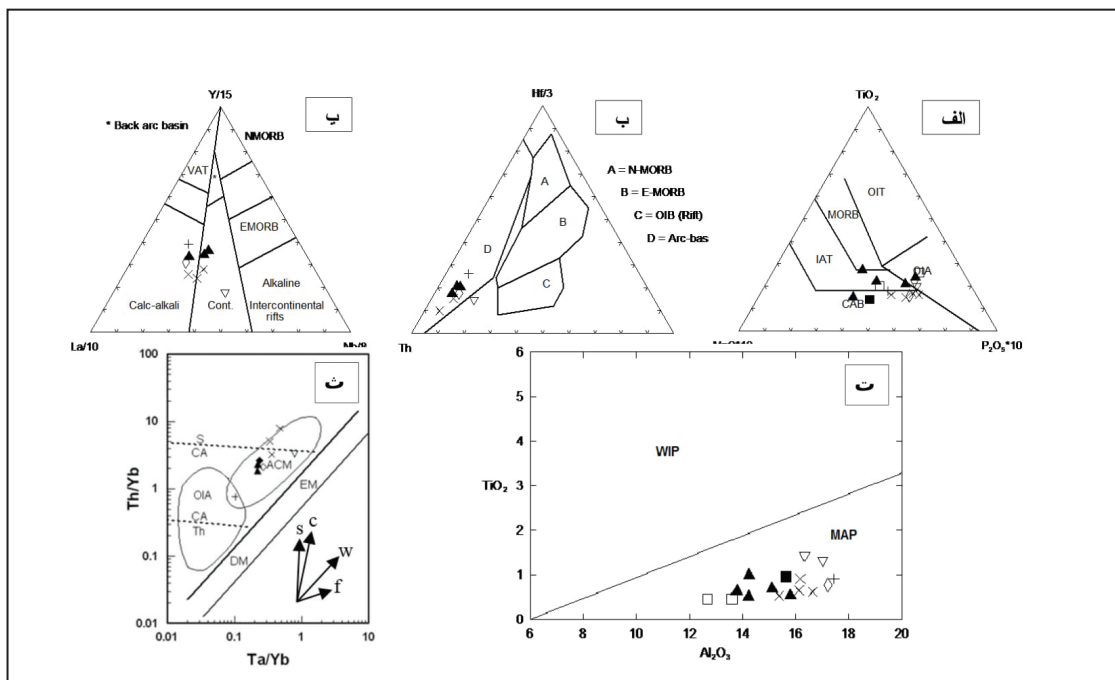 Y/15
پ
* Back arc basin
NMORB
VAT
*
EMORB
Alkaline
Calc-alkali
Cont.
Intercontinental
rifts
La/10
Nb/8
Hf/3
ب
A = N-MORB
B = E-MORB
C = OIB (Rift)
D = Arc-bas
A
B
C
D
Th
TiO₂
الف
OIT
MORB
IAT
OIA
CAB
P₂O₅*10
ث
Th/Yb
100
10
1
0.1
0.01
S
CA
ACM
OIA
CA
Th
EM
DM
s
c
w
f
0.01
0.1
1
10
Ta/Yb
ت
TiO₂
6
5
4
3
2
1
0
WIP
MAP
6
8
10
12
14
16
18
20
Al₂O₃